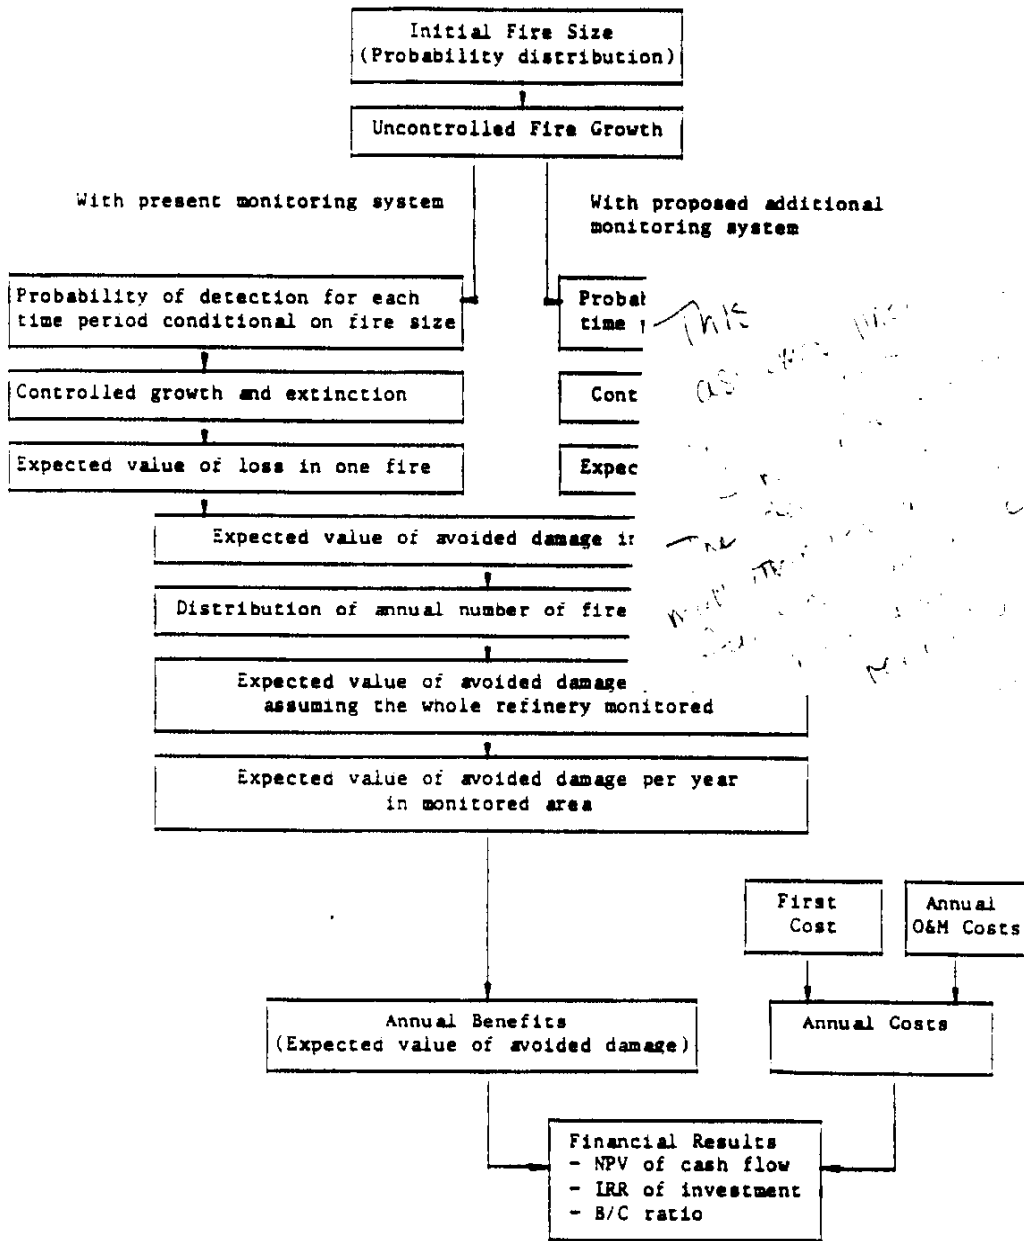 Initial Fire Size
(Probability distribution)
Uncontrolled Fire Growth
With present monitoring system
With proposed additional
monitoring system
Probability of detection for each
time period conditional on fire size
Probab
time
Controlled growth and extinction
Cont
Expected value of loss in one fire
Expec
Expected value of avoided damage in
Distribution of annual number of fire
Expected value of avoided damage
assuming the whole refinery monitored
Expected value of avoided damage per year
in monitored area
First
Cost
Annual
O&M Costs
Annual Benefits
(Expected value of avoided damage)
Annual Costs
Financial Results
- NPV of cash flow
- IRR of investment
- B/C ratio